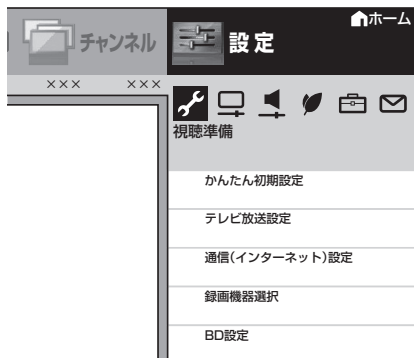 ホーム
チャンネル
設定
××× ×××
視聴準備
かんたん初期設定
テレビ放送設定
通信(インターネット)設定
録画機器選択
BD設定